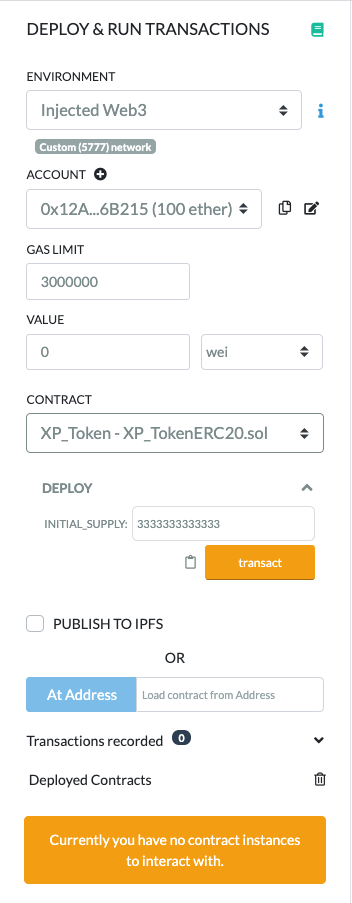 DEPLOY & RUN TRANSACTIONS
ENVIRONMENT
Injected Web3
Custom (5777) network
ACCOUNT
0x12A...6B215 (100 ether)
GAS LIMIT
3000000
VALUE
0 wei
CONTRACT
XP_Token - XP_TokenERC20.sol
DEPLOY
INITIAL_SUPPLY: 3333333333333
transact
PUBLISH TO IPFS
OR
At Address Load contract from Address
Transactions recorded 0
Deployed Contracts
Currently you have no contract instances
to interact with.